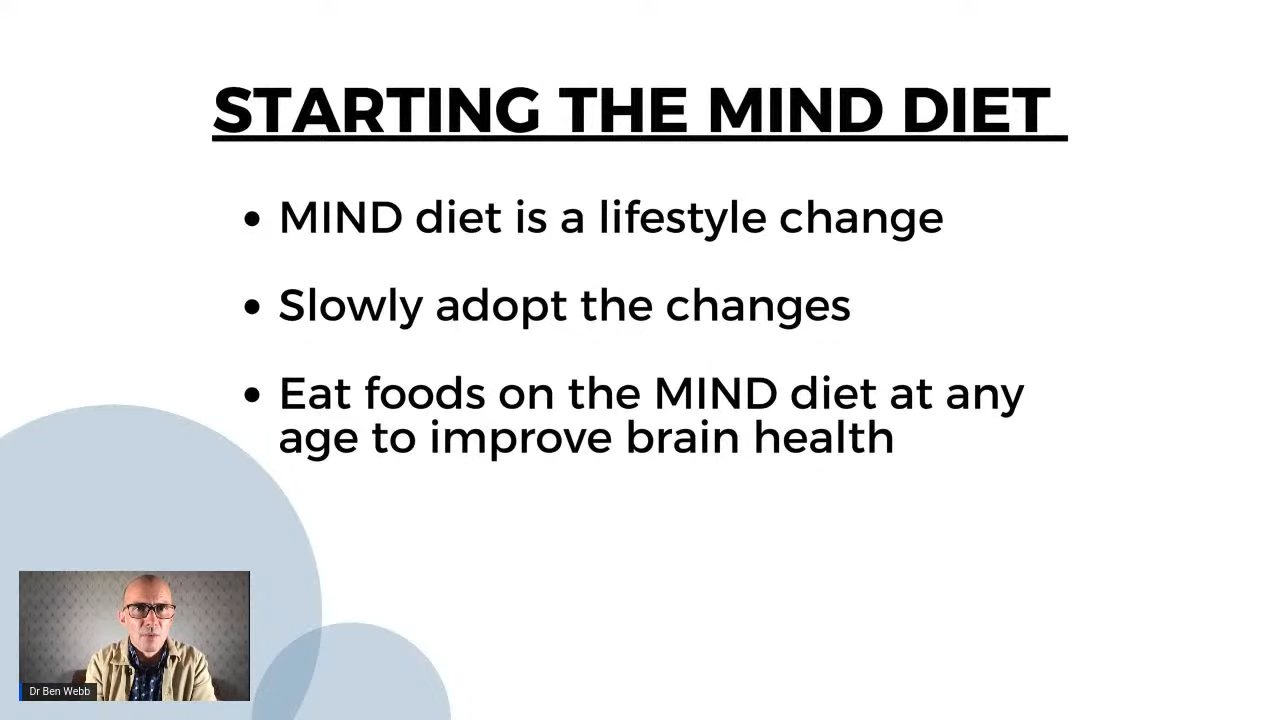 STARTING THE MIND DIET
• MIND diet is a lifestyle change
• Slowly adopt the changes
• Eat foods on the MIND diet at any
age to improve brain health
Dr Ben Webb